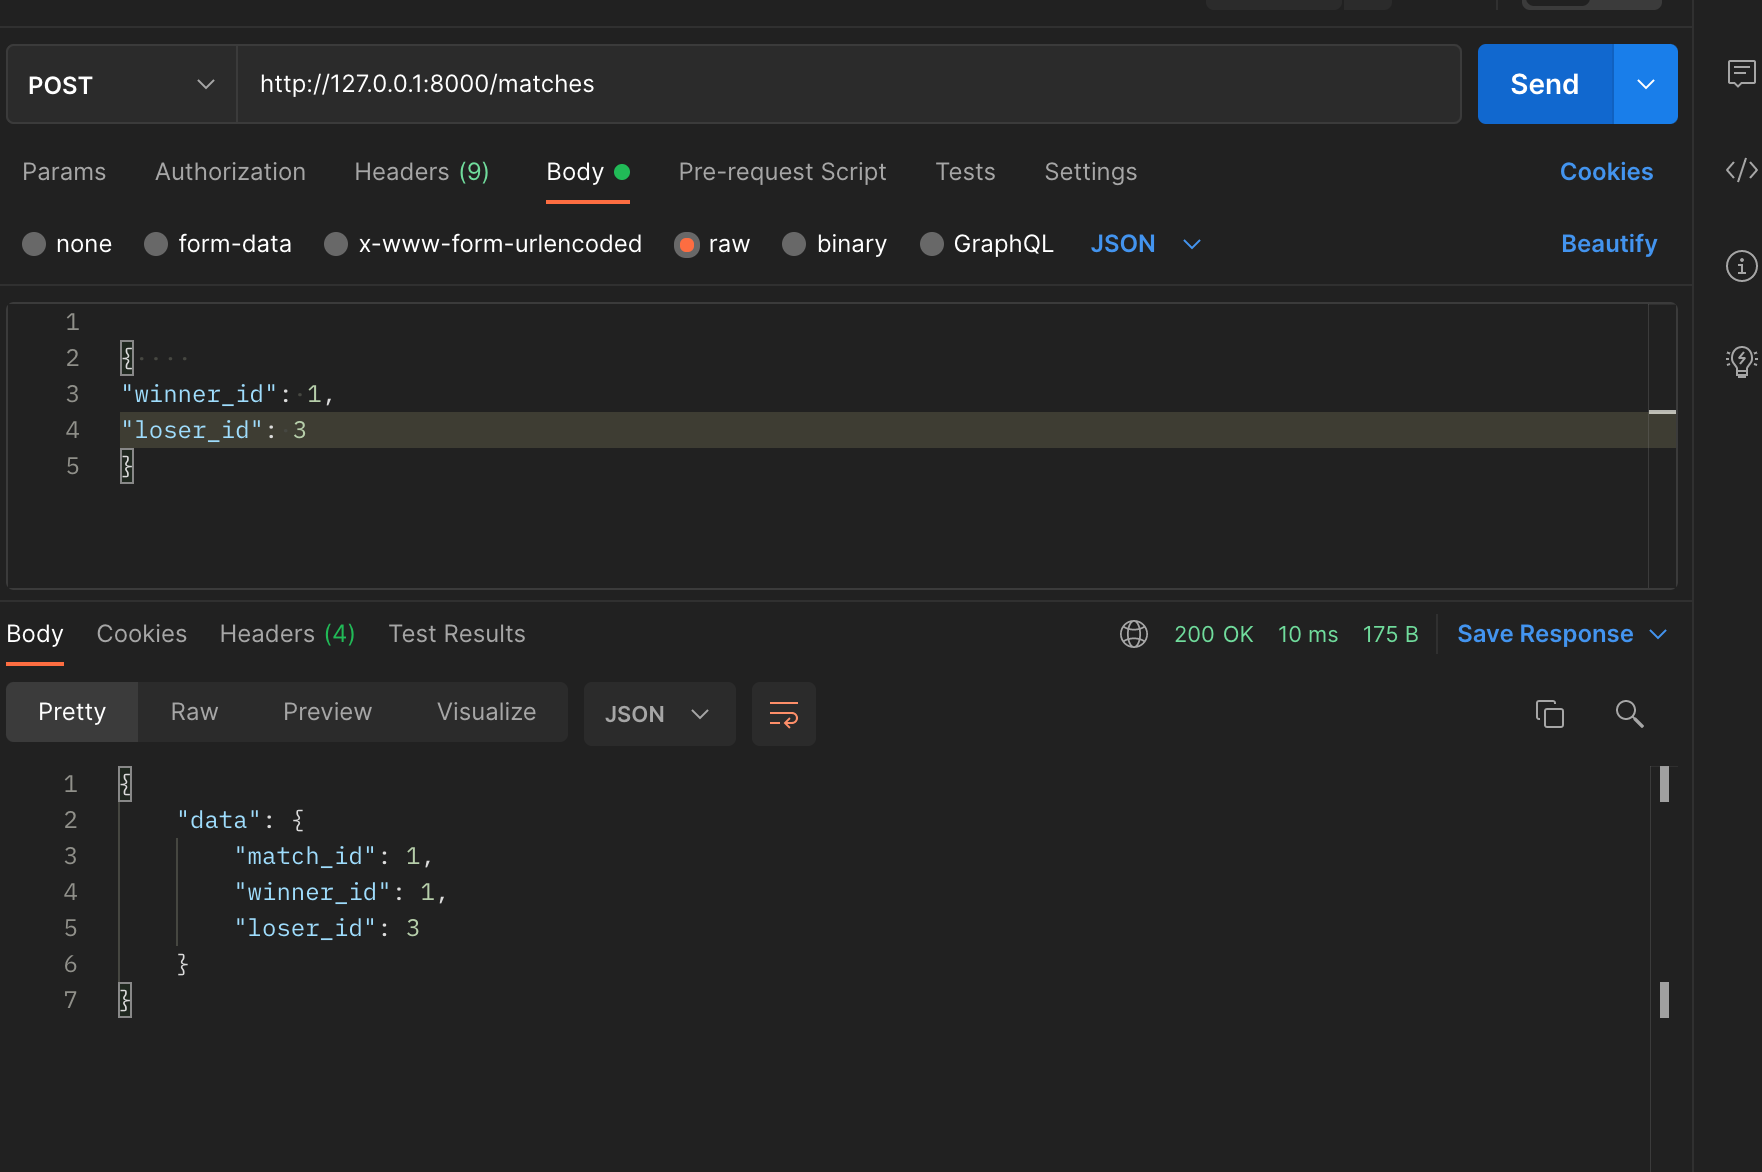 POST http://127.0.0.1:8000/matches Send
Params Authorization Headers (9) Body Pre-request Script Tests Settings Cookies
none form-data x-www-form-urlencoded raw binary GraphQL JSON Beautify
1
2 {
3 "winner_id": 1,
4 "loser_id": 3
5 }
Body Cookies Headers (4) Test Results 200 OK 10 ms 175 B Save Response
Pretty Raw Preview Visualize JSON
1 {
2 "data": {
3 "match_id": 1,
4 "winner_id": 1,
5 "loser_id": 3
6 }
7 }